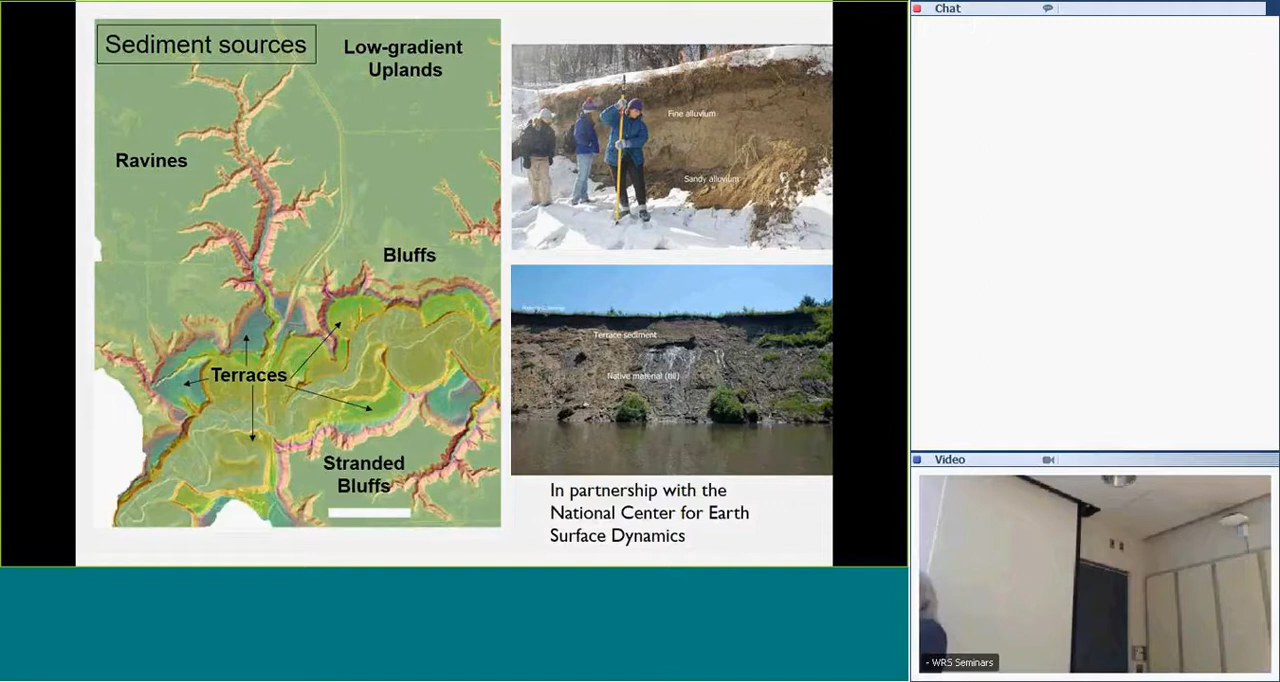 Sediment sources
Low-gradient
Uplands
Ravines
Bluffs
Terraces
Stranded
Bluffs
Fine alluvium
Sandy alluvium
Terrace sediment
Native material (till)
In partnership with the
National Center for Earth
Surface Dynamics
Chat
Video
- WRS Seminars